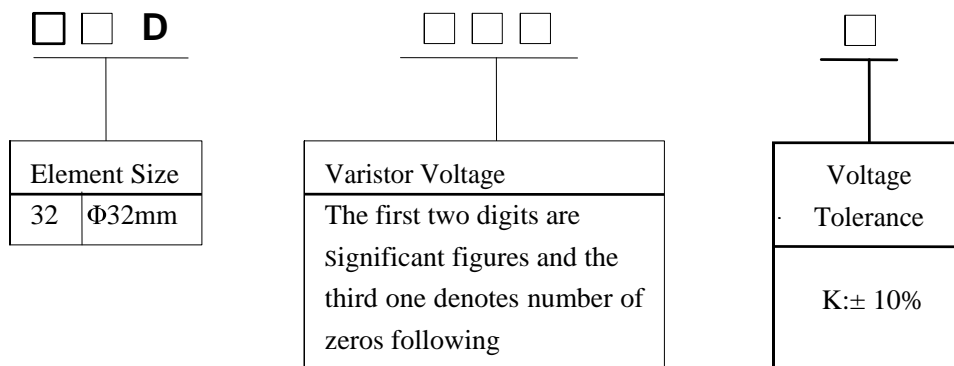 D
Element Size
32 Φ32mm
Varistor Voltage
The first two digits are
Significant figures and the
third one denotes number of
zeros following
Voltage
Tolerance
K:± 10%